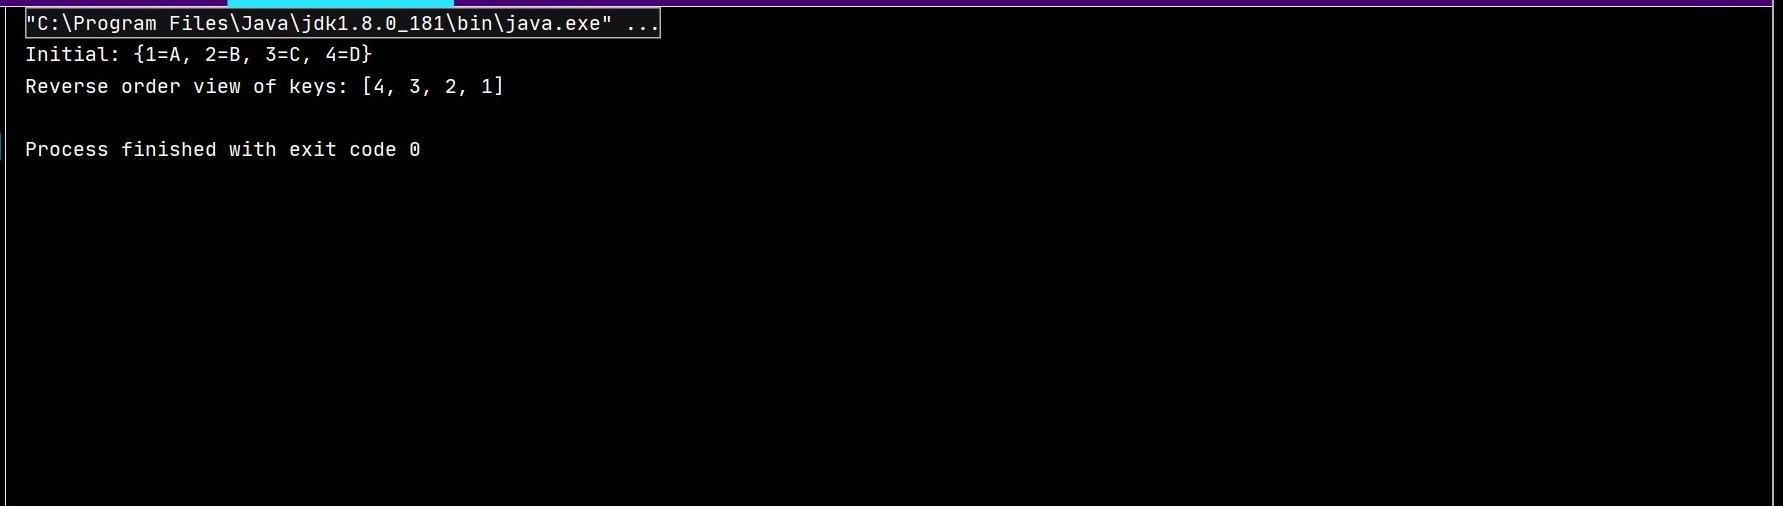 "C:\Program Files\Java\jdk1.8.0_181\bin\java.exe" ...
Initial: {1=A, 2=B, 3=C, 4=D}
Reverse order view of keys: [4, 3, 2, 1]
Process finished with exit code 0